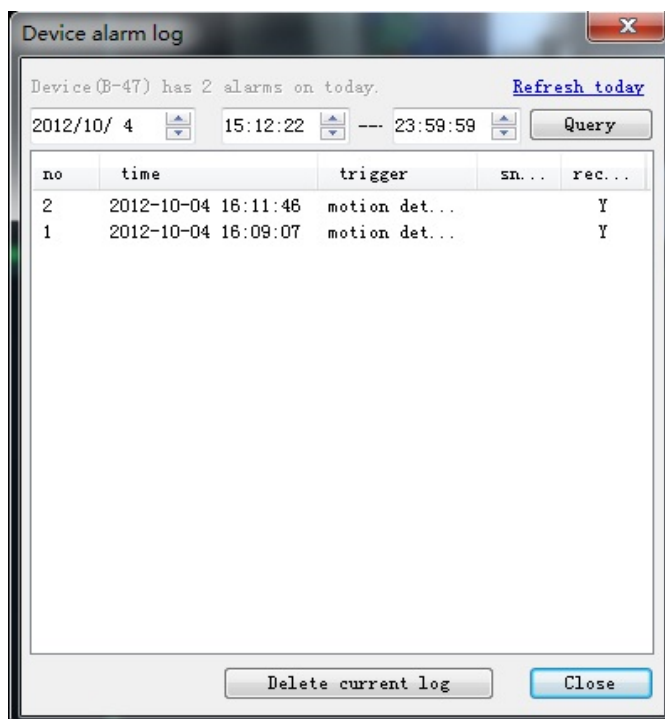 Device alarm log
Device(B-47) has 2 alarms on today. Refresh today
2012/10/ 4 15:12:22 --- 23:59:59 Query
no time trigger sn... rec...
2 2012-10-04 16:11:46 motion det... Y
1 2012-10-04 16:09:07 motion det... Y
Delete current log Close